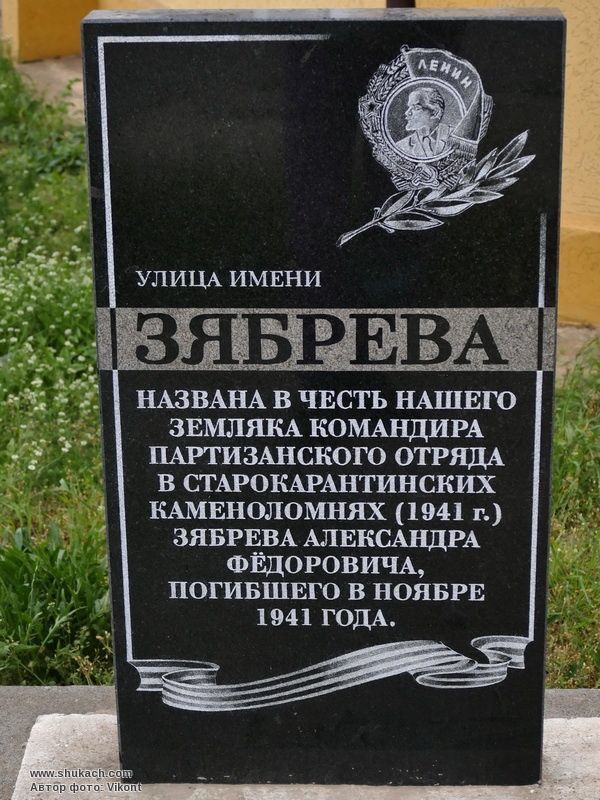 ЛЕНИН
УЛИЦА ИМЕНИ
ЗЯБРЕВА
НАЗВАНА В ЧЕСТЬ НАШЕГО
ЗЕМЛЯКА КОМАНДИРА
ПАРТИЗАНСКОГО ОТРЯДА
В СТАРОКАРАНТИНСКИХ
КАМЕНОЛОМНЯХ (1941 г.)
ЗЯБРЕВА АЛЕКСАНДРА
ФЁДОРОВИЧА,
ПОГИБШЕГО В НОЯБРЕ
1941 ГОДА.
www.shukach.com
Автор фото: Vikont